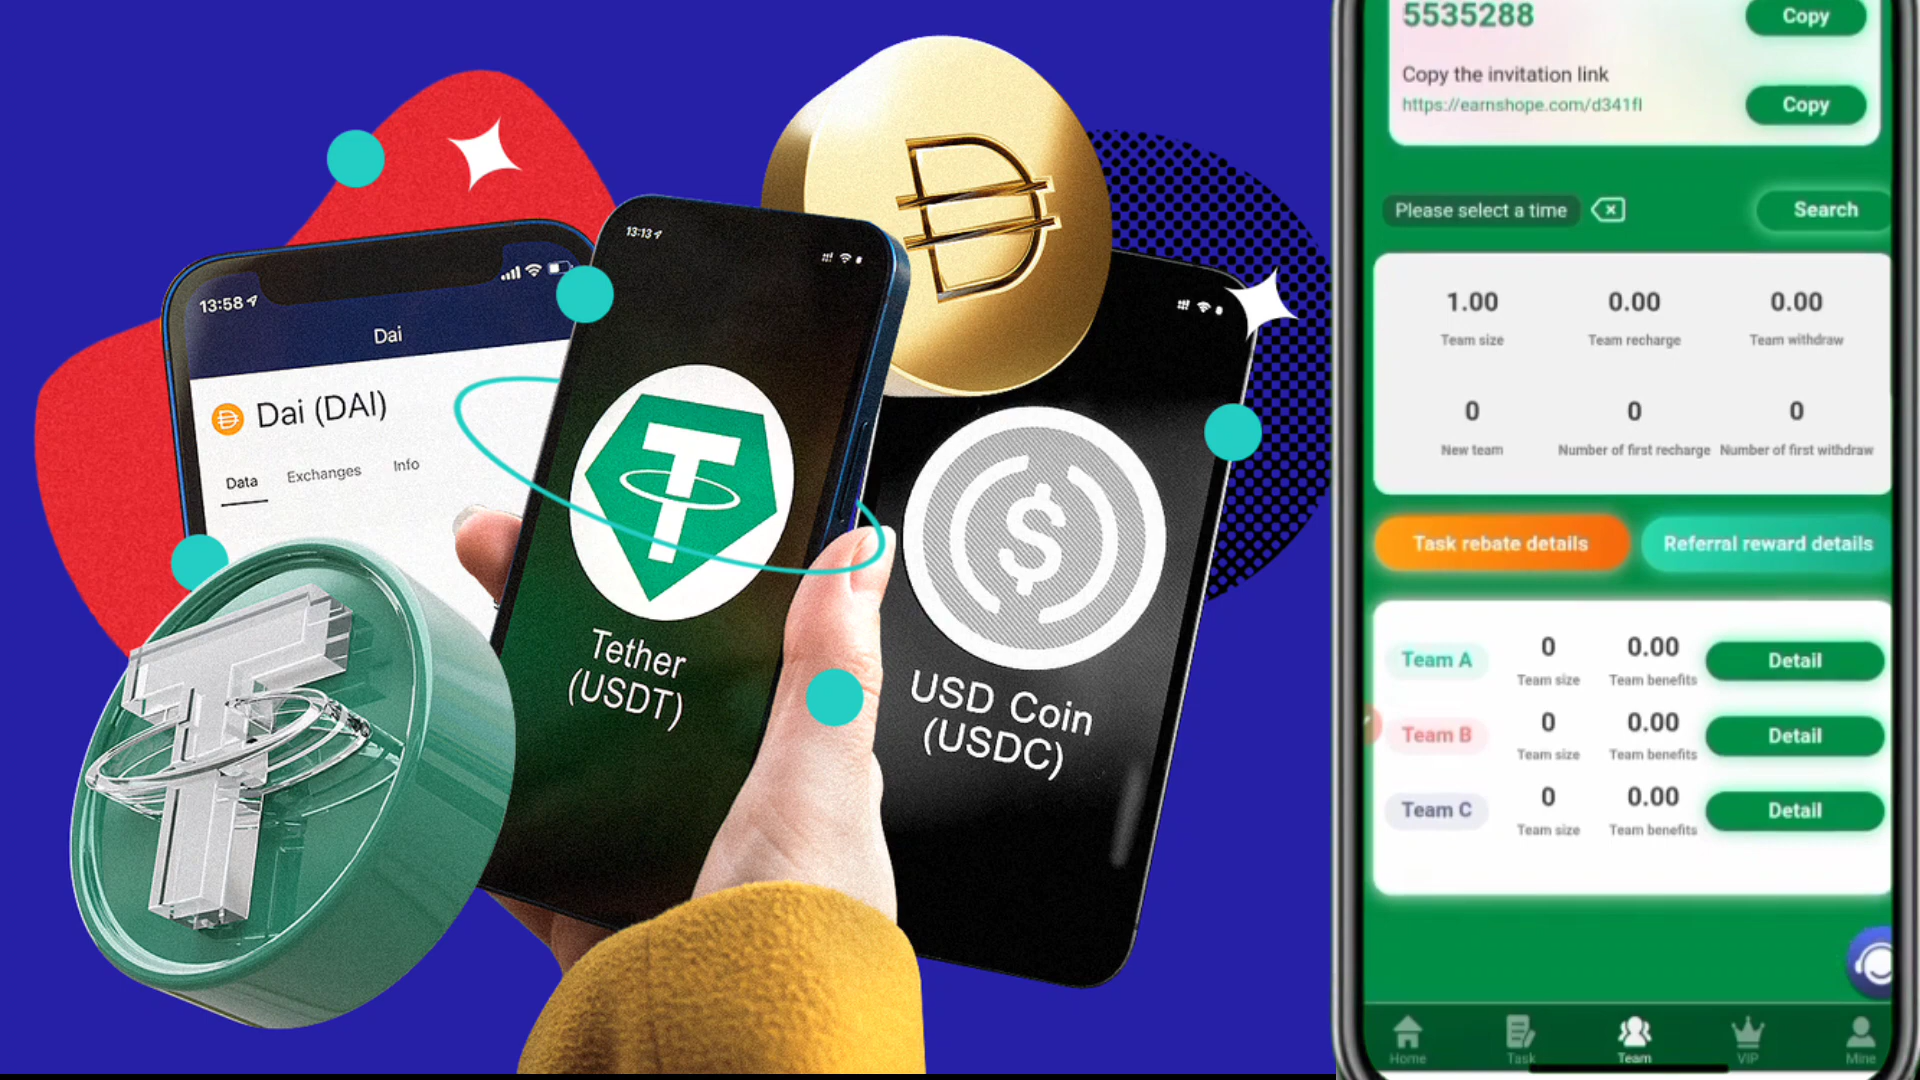 13:58
Dai
Dai (DAI)
Data
Exchanges
Info
13:13
Tether
(USDT)
USD Coin
(USDC)
5535288
Copy
Copy the invitation link
https://earnshope.com/d341fl
Copy
Please select a time
Search
1.00
0.00
0.00
Team size
Team recharge
Team withdraw
0
0
0
New team
Number of first recharge
Number of first withdraw
Task rebate details
Referral reward details
Team A
0
0.00
Detail
Team size
Team benefits
Team B
0
0.00
Detail
Team size
Team benefits
Team C
0
0.00
Detail
Team size
Team benefits
Home
Task
Team
VIP
Mine